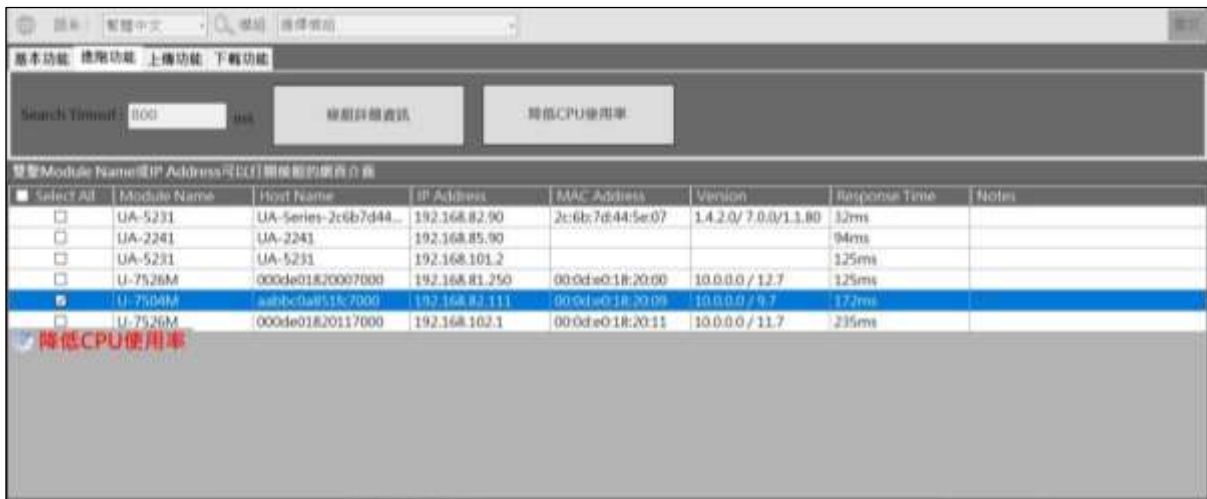 語系： 繁體中文 模組 選擇模組
基本功能 進階功能 上傳功能 下載功能
Search Timeout : 800 ms 模組詳細資訊 降低CPU使用率
雙擊Module Name或IP Address可以打開模組的網頁介面
Select All Module Name Host Name IP Address MAC Address Version Response Time Notes
UA-5231 UA-Series-2c6b7d44... 192.168.82.90 2c:6b:7d:44:5e:07 1.4.2.0/ 7.0.0/1.1.80 32ms
UA-2241 UA-2241 192.168.85.90 94ms
UA-5231 UA-5231 192.168.101.2 125ms
U-7526M 000de01820007000 192.168.81.250 00:0d:e0:18:20:00 10.0.0.0 / 12.7 125ms
U-7504M 192.168.82.111 00:0d:e0:18:20:09 10.0.0.0 / 9.7 172ms
U-7526M 000de01820117000 192.168.102.1 00:0d:e0:18:20:11 10.0.0.0 / 11.7 235ms
降低CPU使用率